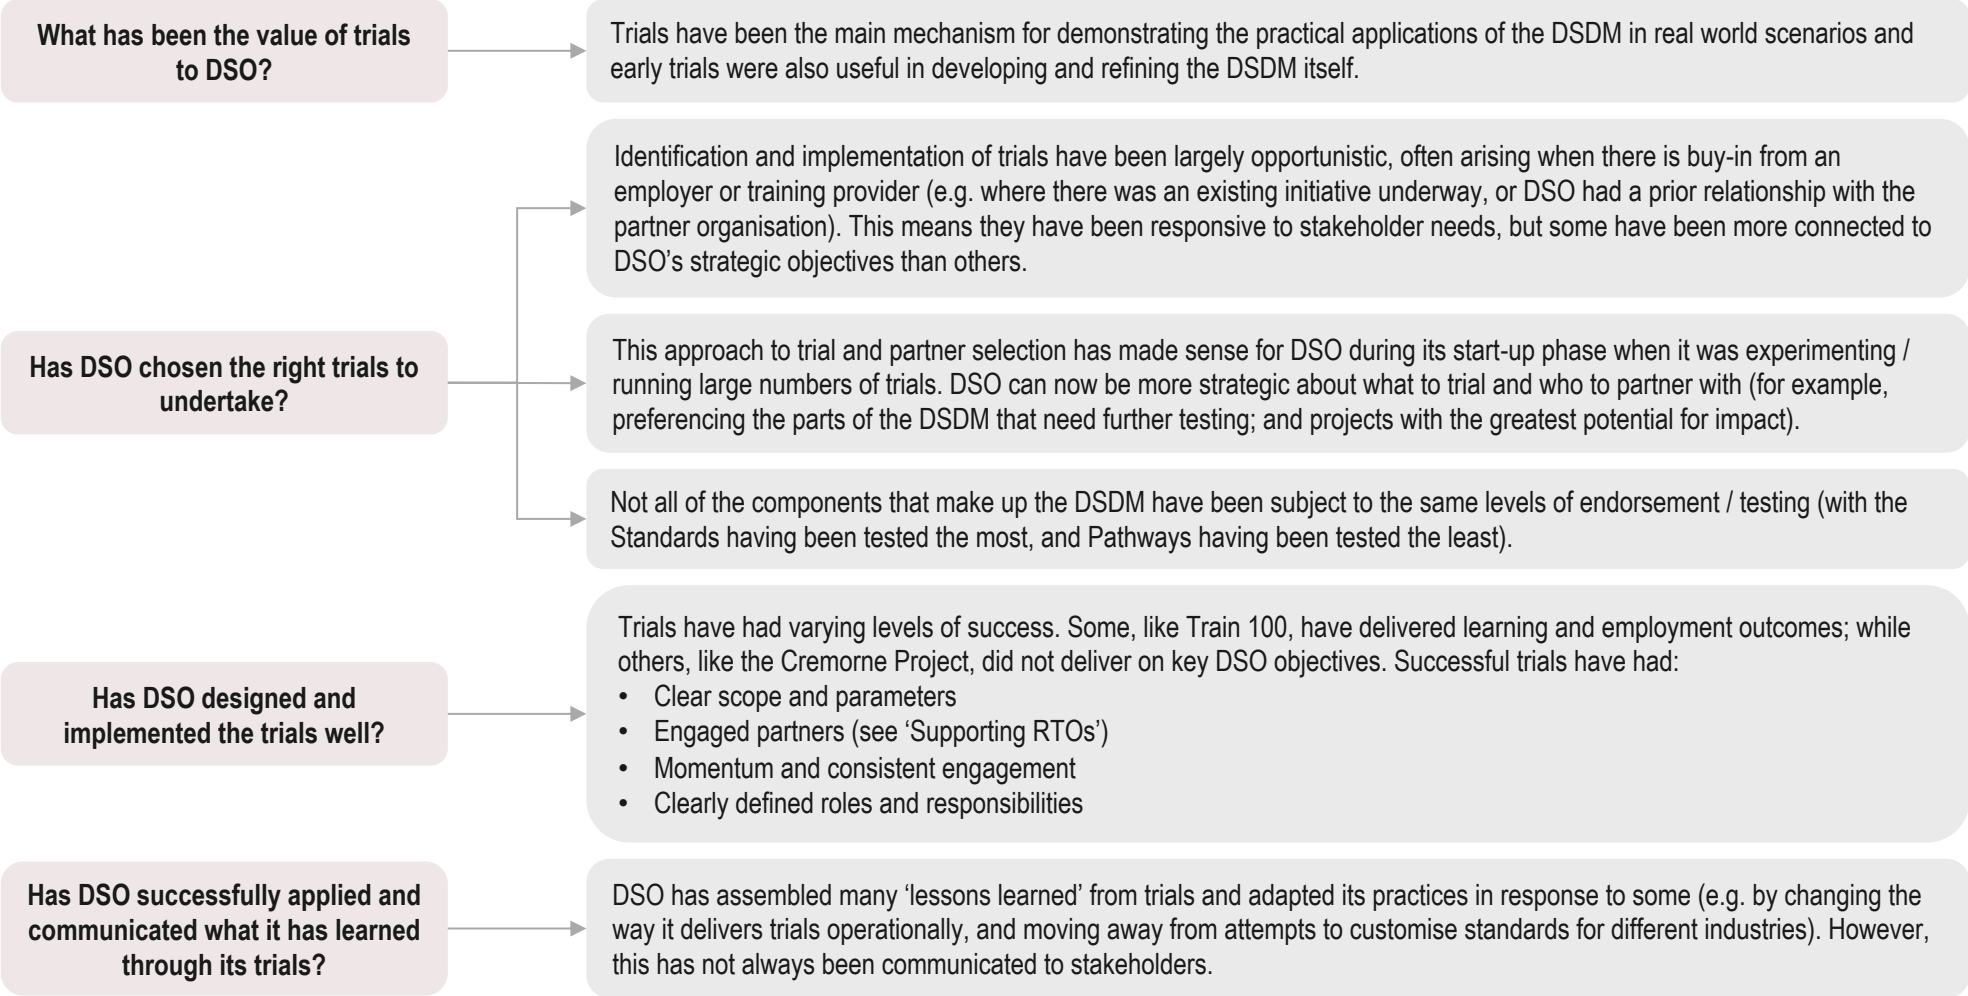 What has been the value of trials
to DSO?
Trials have been the main mechanism for demonstrating the practical applications of the DSDM in real world scenarios and
early trials were also useful in developing and refining the DSDM itself.
Has DSO chosen the right trials to
undertake?
Identification and implementation of trials have been largely opportunistic, often arising when there is buy-in from an
employer or training provider (e.g. where there was an existing initiative underway, or DSO had a prior relationship with the
partner organisation). This means they have been responsive to stakeholder needs, but some have been more connected to
DSO’s strategic objectives than others.
This approach to trial and partner selection has made sense for DSO during its start-up phase when it was experimenting /
running large numbers of trials. DSO can now be more strategic about what to trial and who to partner with (for example,
preferencing the parts of the DSDM that need further testing; and projects with the greatest potential for impact).
Not all of the components that make up the DSDM have been subject to the same levels of endorsement / testing (with the
Standards having been tested the most, and Pathways having been tested the least).
Has DSO designed and
implemented the trials well?
Trials have had varying levels of success. Some, like Train 100, have delivered learning and employment outcomes; while
others, like the Cremorne Project, did not deliver on key DSO objectives. Successful trials have had:
• Clear scope and parameters
• Engaged partners (see ‘Supporting RTOs’)
• Momentum and consistent engagement
• Clearly defined roles and responsibilities
Has DSO successfully applied and
communicated what it has learned
through its trials?
DSO has assembled many ‘lessons learned’ from trials and adapted its practices in response to some (e.g. by changing the
way it delivers trials operationally, and moving away from attempts to customise standards for different industries). However,
this has not always been communicated to stakeholders.